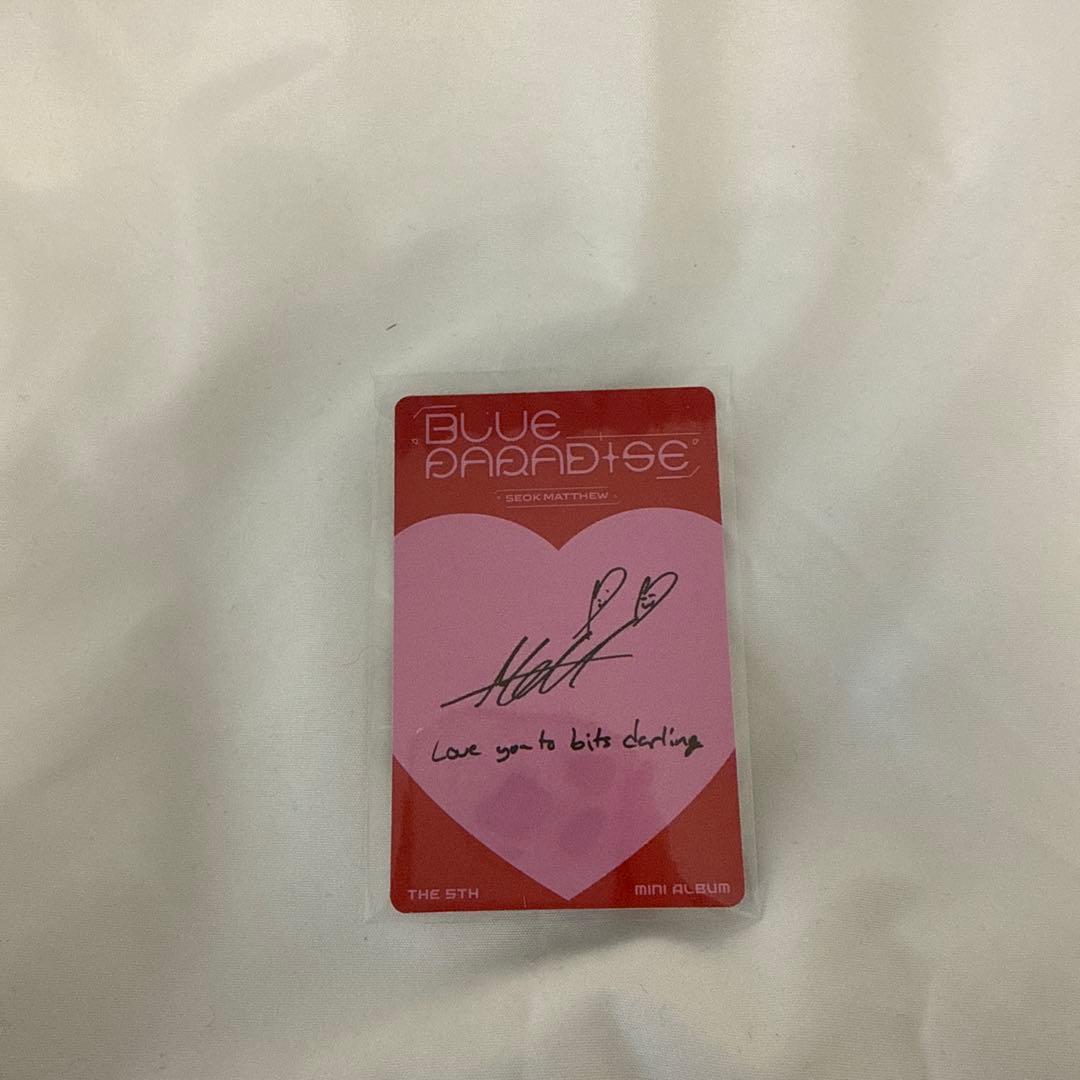 BLUE
PARADISE
SEOK MATTHEW
Matt
Love you to bits darling
THE 5TH
MINI ALBUM